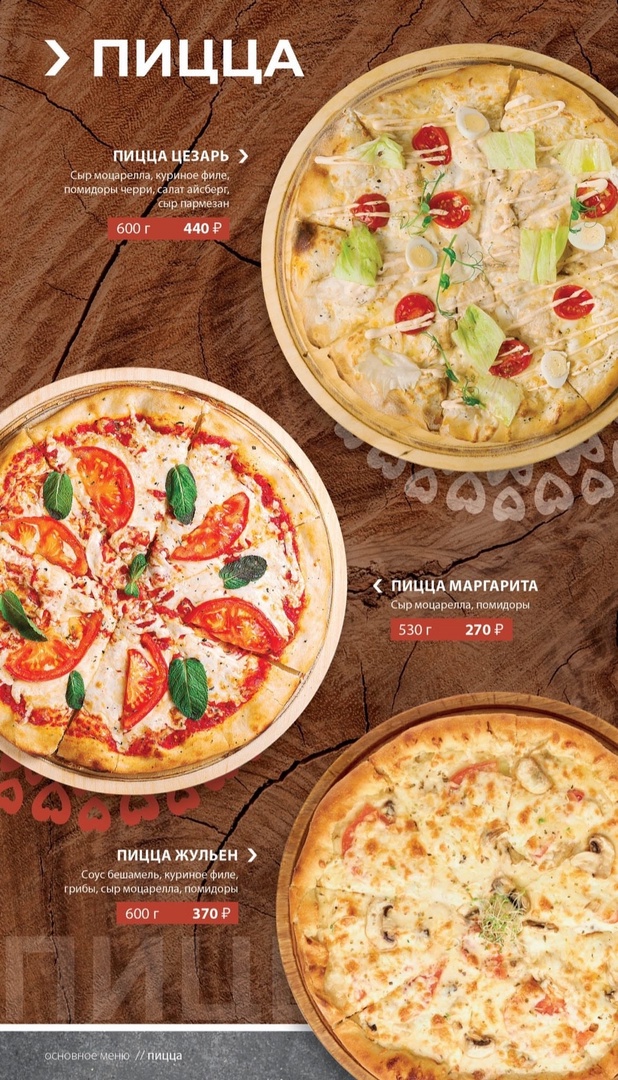 ПИЦЦА
ПИЦЦА ЦЕЗАРЬ
Сыр моцарелла, куриное филе,
помидоры черри, салат айсберг,
сыр пармезан
600 г 440 ₽
ПИЦЦА МАРГАРИТА
Сыр моцарелла, помидоры
530 г 270 ₽
ПИЦЦА ЖУЛЬЕН
Соус бешамель, куриное филе,
грибы, сыр моцарелла, помидоры
600 г 370 ₽
ПИЦЦ
основное меню // пицца